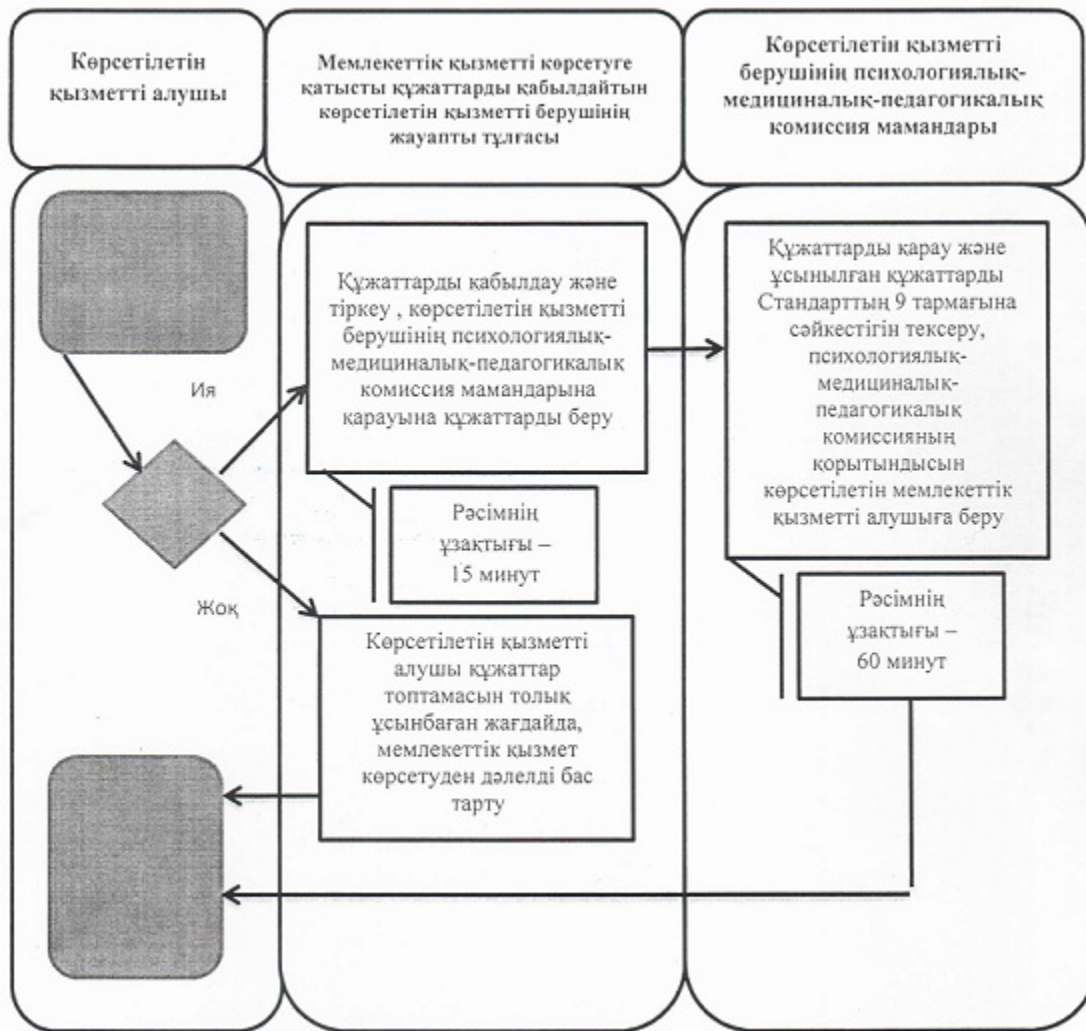 Көрсетілетін
қызметті алушы
Мемлекеттік қызметті көрсетуге
қатысты құжаттарды қабылдайтын
көрсетілетін қызметті берушінің
жауапты тұлғасы
Көрсетілетін қызметті
берушінің психологиялық-
медициналық-педагогикалық
комиссия мамандары
Ия
Жоқ
Құжаттарды қабылдау және
тіркеу , көрсетілетін қызметті
берушінің психологиялық-
медициналық-педагогикалық
комиссия мамандарына
қарауына құжаттарды беру
Рәсімнің
ұзақтығы –
15 минут
Көрсетілетін қызметті
алушы құжаттар
топтамасын толық
ұсынбаған жағдайда,
мемлекеттік қызмет
көрсетуден дәлелді бас
тарту
Құжаттарды қарау және
ұсынылған құжаттарды
Стандарттың 9 тармағына
сәйкестігін тексеру,
психологиялық-
медициналық-
педагогикалық
комиссияның
қорытындысын
көрсетілетін мемлекеттік
қызметті алушыға беру
Рәсімнің
ұзақтығы –
60 минут